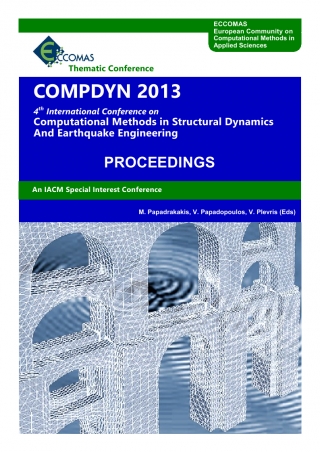 ECCOMAS
European Community on
Computational Methods in
Applied Sciences
ECCOMAS
Thematic Conference
COMPDYN 2013
4th International Conference on
Computational Methods in Structural Dynamics
And Earthquake Engineering
PROCEEDINGS
An IACM Special Interest Conference
M. Papadrakakis, V. Papadopoulos, V. Plevris (Eds)